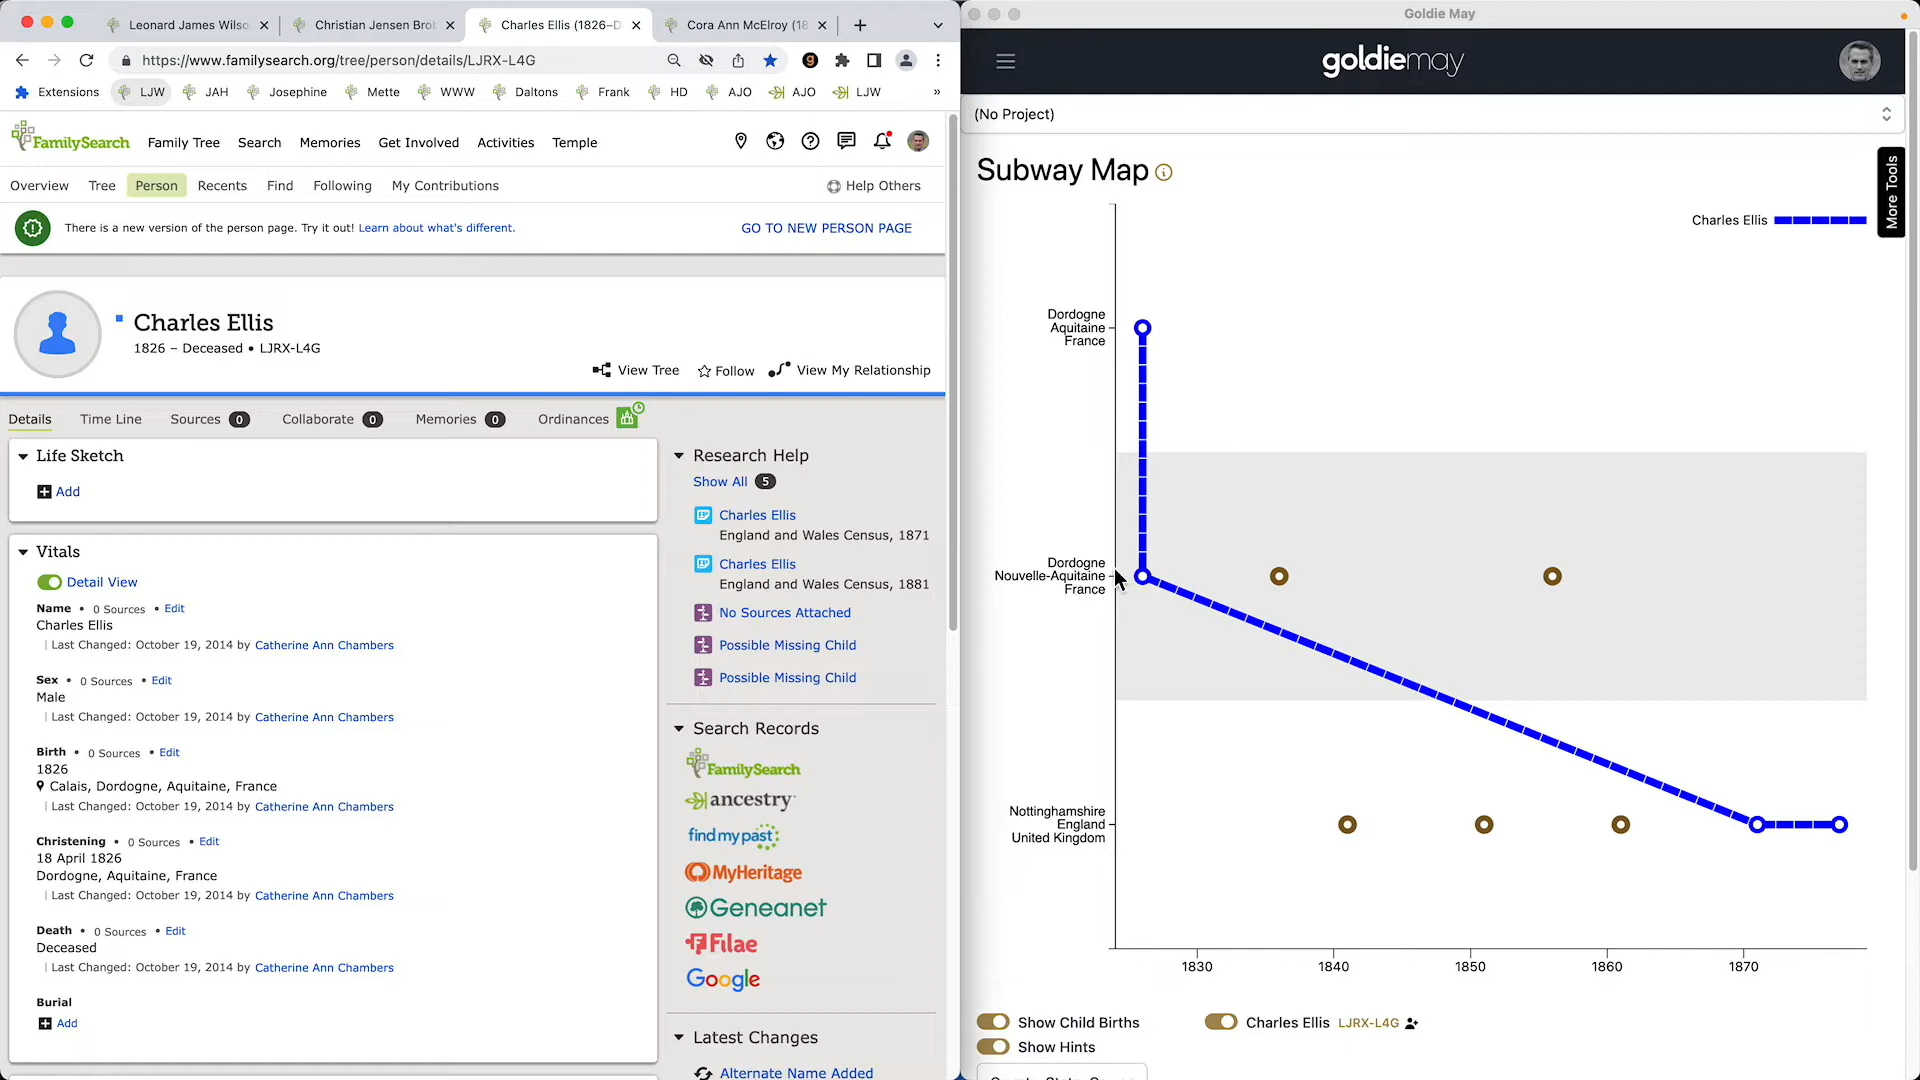 Leonard James Wilso
Christian Jensen Bro
Charles Ellis (1826–D
Cora Ann McElroy (18
https://www.familysearch.org/tree/person/details/LJRX-L4G
Extensions
LJW
JAH
Josephine
Mette
WWW
Daltons
Frank
HD
AJO
AJO
LJW
»
FamilySearch
Family Tree
Search
Memories
Get Involved
Activities
Temple
Overview
Tree
Person
Recents
Find
Following
My Contributions
Help Others
There is a new version of the person page. Try it out! Learn about what's different.
GO TO NEW PERSON PAGE
Charles Ellis
1826 – Deceased • LJRX-L4G
View Tree
Follow
View My Relationship
Details
Time Line
Sources 0
Collaborate 0
Memories 0
Ordinances
Life Sketch
Add
Vitals
Detail View
Name • 0 Sources • Edit
Charles Ellis
Last Changed: October 19, 2014 by Catherine Ann Chambers
Sex • 0 Sources • Edit
Male
Last Changed: October 19, 2014 by Catherine Ann Chambers
Birth • 0 Sources • Edit
1826
Calais, Dordogne, Aquitaine, France
Last Changed: October 19, 2014 by Catherine Ann Chambers
Christening • 0 Sources • Edit
18 April 1826
Dordogne, Aquitaine, France
Last Changed: October 19, 2014 by Catherine Ann Chambers
Death • 0 Sources • Edit
Deceased
Last Changed: October 19, 2014 by Catherine Ann Chambers
Burial
Add
Research Help
Show All 5
Charles Ellis
England and Wales Census, 1871
Charles Ellis
England and Wales Census, 1881
No Sources Attached
Possible Missing Child
Possible Missing Child
Search Records
FamilySearch
ancestry
findmypast
MyHeritage
Geneanet
Filae
Google
Latest Changes
Alternate Name Added
Goldie May
goldiemay
(No Project)
Subway Map
More Tools
Charles Ellis
Dordogne
Aquitaine
France
Dordogne
Nouvelle-Aquitaine
France
Nottinghamshire
England
United Kingdom
1830
1840
1850
1860
1870
Show Child Births
Charles Ellis LJRX-L4G
Show Hints